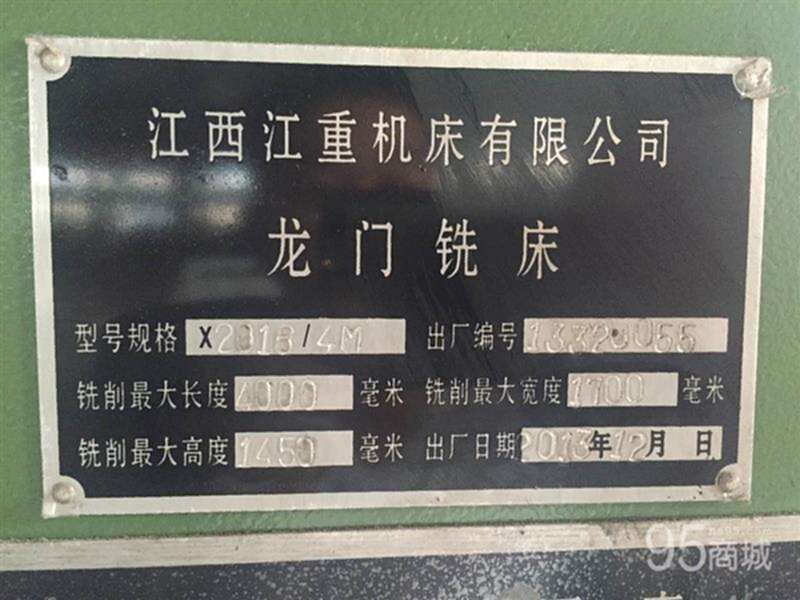 江西江重机床有限公司
龙门铣床
型号规格 X2016/4M 出厂编号 1332·055
铣削最大长度 4000 毫米 铣削最大宽度 1700 毫米
铣削最大高度 1450 毫米 出厂日期 2013年12月 日
95商城